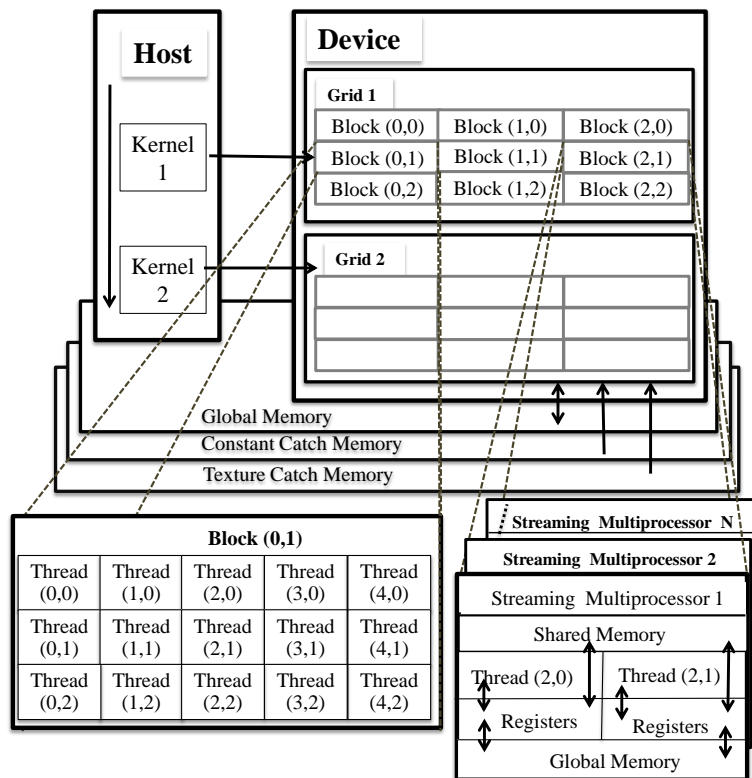 Host
Device
Grid 1
Block (0,0) Block (1,0) Block (2,0)
Block (0,1) Block (1,1) Block (2,1)
Block (0,2) Block (1,2) Block (2,2)
Kernel
1
Kernel
2
Grid 2
Global Memory
Constant Catch Memory
Texture Catch Memory
Block (0,1)
Thread Thread Thread Thread Thread
(0,0) (1,0) (2,0) (3,0) (4,0)
Thread Thread Thread Thread Thread
(0,1) (1,1) (2,1) (3,1) (4,1)
Thread Thread Thread Thread Thread
(0,2) (1,2) (2,2) (3,2) (4,2)
Streaming Multiprocessor N
Streaming Multiprocessor 2
Streaming Multiprocessor 1
Shared Memory
Thread (2,0) Thread (2,1)
Registers Registers
Global Memory